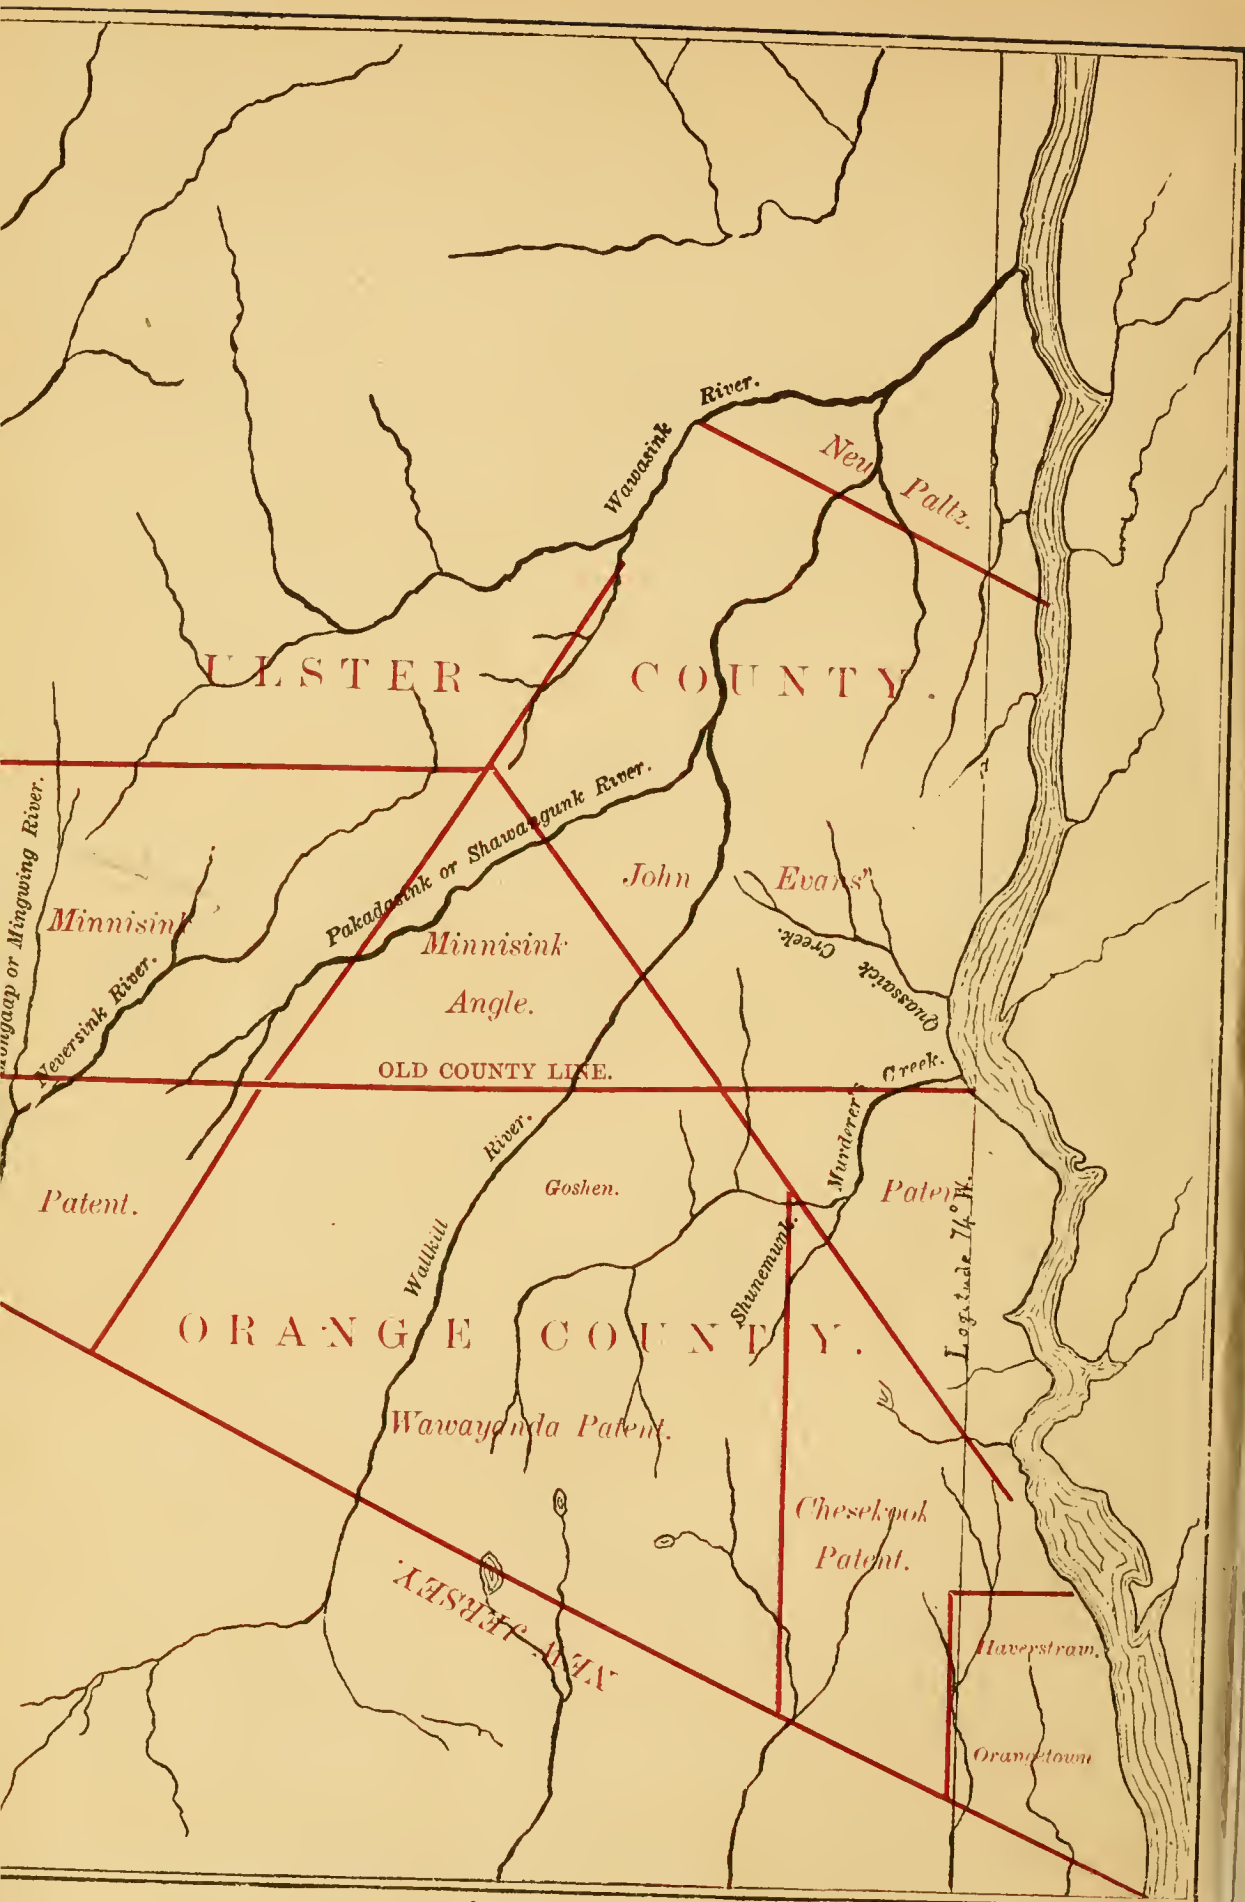 River.
Wawasink
New
Paltz.
ULSTER COUNTY.
Pakadasink or Shawangunk River.
or Mingwing River.
John Evans'
Minnisink
Creek.
Minnisink
Angle.
Quassaick
Neversink River.
OLD COUNTY LINE.
Creek.
Murderer's
River.
Goshen.
Patent.
Patent
Logitude 74° W.
Wallkill
Shunemunk.
ORANGE COUNTY.
Wawayanda Patent.
Chesekook
Patent.
NEW JERSEY.
Haverstraw.
Orangetown